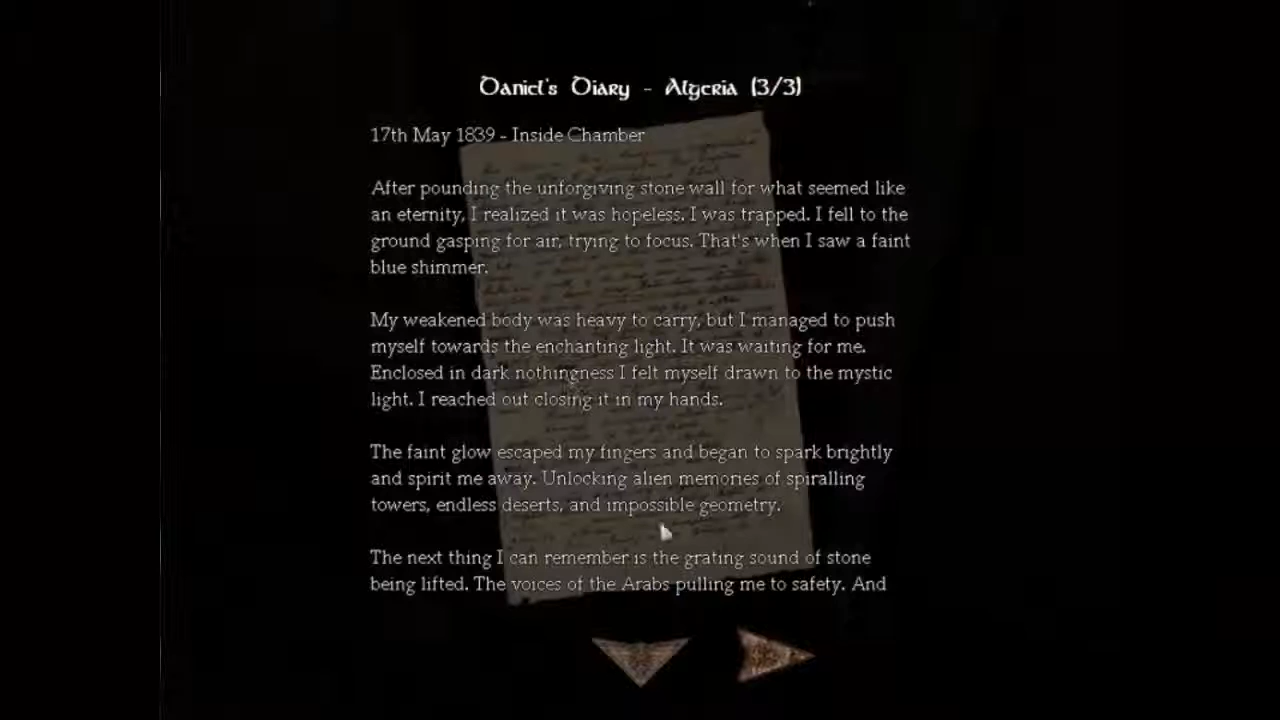 Daniel's Diary - Algeria (3/3)
17th May 1839 - Inside Chamber
After pounding the unforgiving stone wall for what seemed like
an eternity, I realized it was hopeless. I was trapped. I fell to the
ground gasping for air, trying to focus. That's when I saw a faint
blue shimmer.
My weakened body was heavy to carry, but I managed to push
myself towards the enchanting light. It was waiting for me.
Enclosed in dark nothingness I felt myself drawn to the mystic
light. I reached out closing it in my hands.
The faint glow escaped my fingers and began to spark brightly
and spirit me away. Unlocking alien memories of spiralling
towers, endless deserts, and impossible geometry.
The next thing I can remember is the grating sound of stone
being lifted. The voices of the Arabs pulling me to safety. And